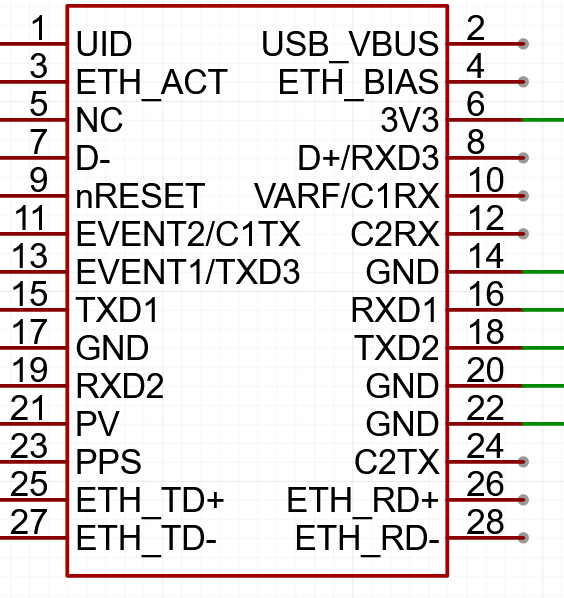 1 UID USB_VBUS 2
3 ETH_ACT ETH_BIAS 4
5 NC 3V3 6
7 D- D+/RXD3 8
9 nRESET VARF/C1RX 10
11 EVENT2/C1TX C2RX 12
13 EVENT1/TXD3 GND 14
15 TXD1 RXD1 16
17 GND TXD2 18
19 RXD2 GND 20
21 PV GND 22
23 PPS C2TX 24
25 ETH_TD+ ETH_RD+ 26
27 ETH_TD- ETH_RD- 28